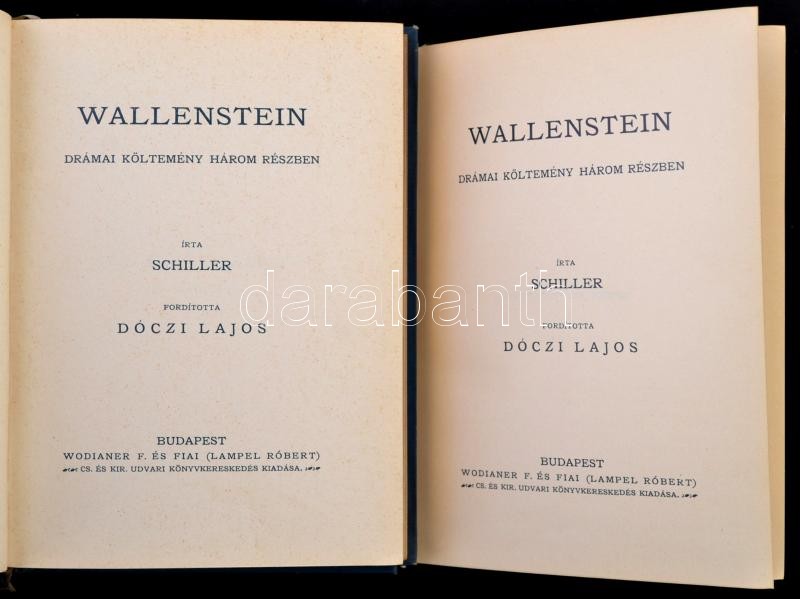 WALLENSTEIN
DRÁMAI KÖLTEMÉNY HÁROM RÉSZBEN
ÍRTA
SCHILLER
FORDÍTOTTA
DÓCZI LAJOS
BUDAPEST
WODIANER F. ÉS FIAI (LAMPEL RÓBERT)
CS. ÉS KIR. UDVARI KÖNYVKERESKEDÉS KIADÁSA.
WALLENSTEIN
DRÁMAI KÖLTEMÉNY HÁROM RÉSZBEN
ÍRTA
SCHILLER
FORDÍTOTTA
DÓCZI LAJOS
BUDAPEST
WODIANER F. ÉS FIAI (LAMPEL RÓBERT)
CS. ÉS KIR. UDVARI KÖNYVKERESKEDÉS KIADÁSA.
darabanth